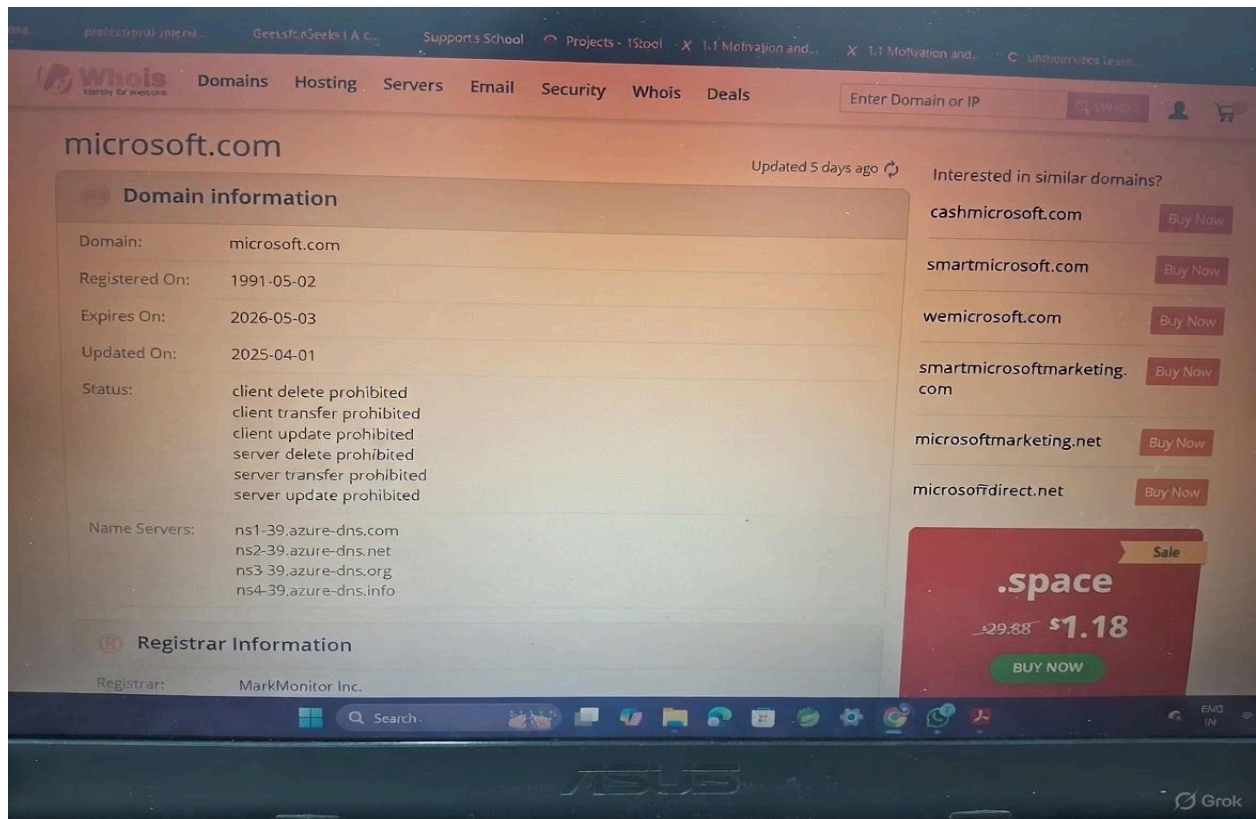 GeeksforGeeks | A c...
Supports School
Projects - 1Stool
X 1.1 Motivation and...
X 1.1 Motivation and...
Whois
Domains Hosting Servers Email Security Whois Deals
Enter Domain or IP
WHOIS
microsoft.com
Updated 5 days ago
Domain information
Domain: microsoft.com
Registered On: 1991-05-02
Expires On: 2026-05-03
Updated On: 2025-04-01
Status: client delete prohibited
client transfer prohibited
client update prohibited
server delete prohibited
server transfer prohibited
server update prohibited
Name Servers: ns1-39.azure-dns.com
ns2-39.azure-dns.net
ns3-39.azure-dns.org
ns4-39.azure-dns.info
Registrar Information
Registrar: MarkMonitor Inc.
Interested in similar domains?
cashmicrosoft.com Buy Now
smartmicrosoft.com Buy Now
wemicrosoft.com Buy Now
smartmicrosoftmarketing.
com
Buy Now
microsoftmarketing.net Buy Now
microsoftdirect.net Buy Now
Sale
.space
$29.88 $1.18
BUY NOW
Search
ENG
IN
ASUS
Grok